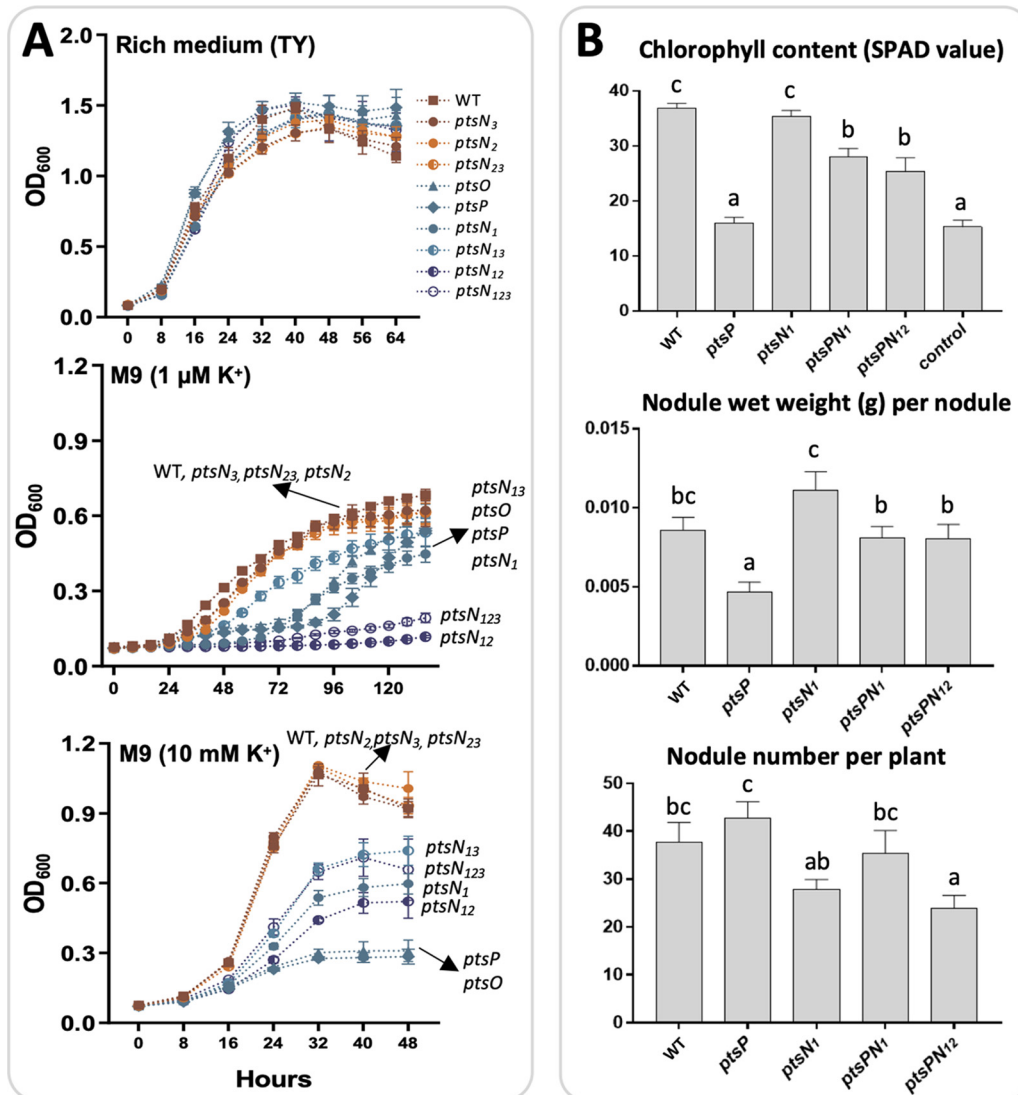 A
Rich medium (TY)
2.0
1.5
1.0
0.5
0.0
OD600
0 8 16 24 32 40 48 56 64
WT
ptsN3
ptsN2
ptsN23
ptsO
ptsP
ptsN1
ptsN13
ptsN12
ptsN123
M9 (1 µM K+)
1.2
0.9
0.6
0.3
0.0
OD600
WT, ptsN3, ptsN23, ptsN2
ptsN13
ptsO
ptsP
ptsN1
ptsN123
ptsN12
0 24 48 72 96 120
M9 (10 mM K+)
1.2
0.9
0.6
0.3
0.0
OD600
WT, ptsN2,ptsN3, ptsN23
ptsN13
ptsN123
ptsN1
ptsN12
ptsP
ptsO
0 8 16 24 32 40 48
Hours
B
Chlorophyll content (SPAD value)
40
30
20
10
0
c a c b b a
WT ptsP ptsN1 ptsPN1 ptsPN12 control
Nodule wet weight (g) per nodule
0.015
0.010
0.005
0.000
bc a c b b
WT ptsP ptsN1 ptsPN1 ptsPN12
Nodule number per plant
50
40
30
20
10
0
bc c ab bc a
WT ptsP ptsN1 ptsPN1 ptsPN12